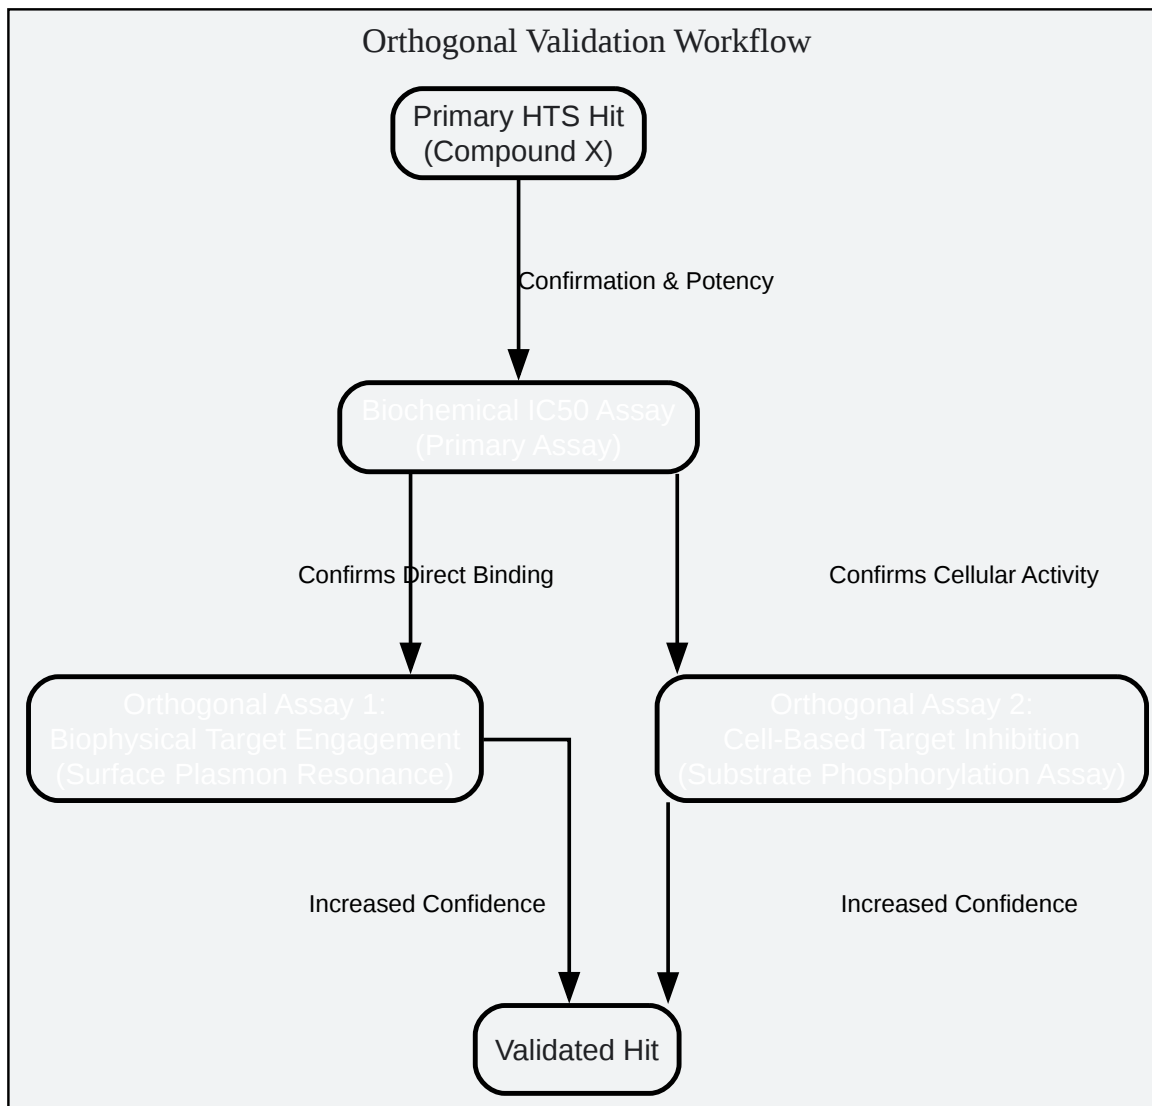 Orthogonal Validation Workflow
Primary HTS Hit
(Compound X)
Confirmation & Potency
Biochemical IC50 Assay
(Primary Assay)
Confirms Direct Binding
Confirms Cellular Activity
Orthogonal Assay 1:
Biophysical Target Engagement
(Surface Plasmon Resonance)
Orthogonal Assay 2:
Cell-Based Target Inhibition
(Substrate Phosphorylation Assay)
Increased Confidence
Increased Confidence
Validated Hit